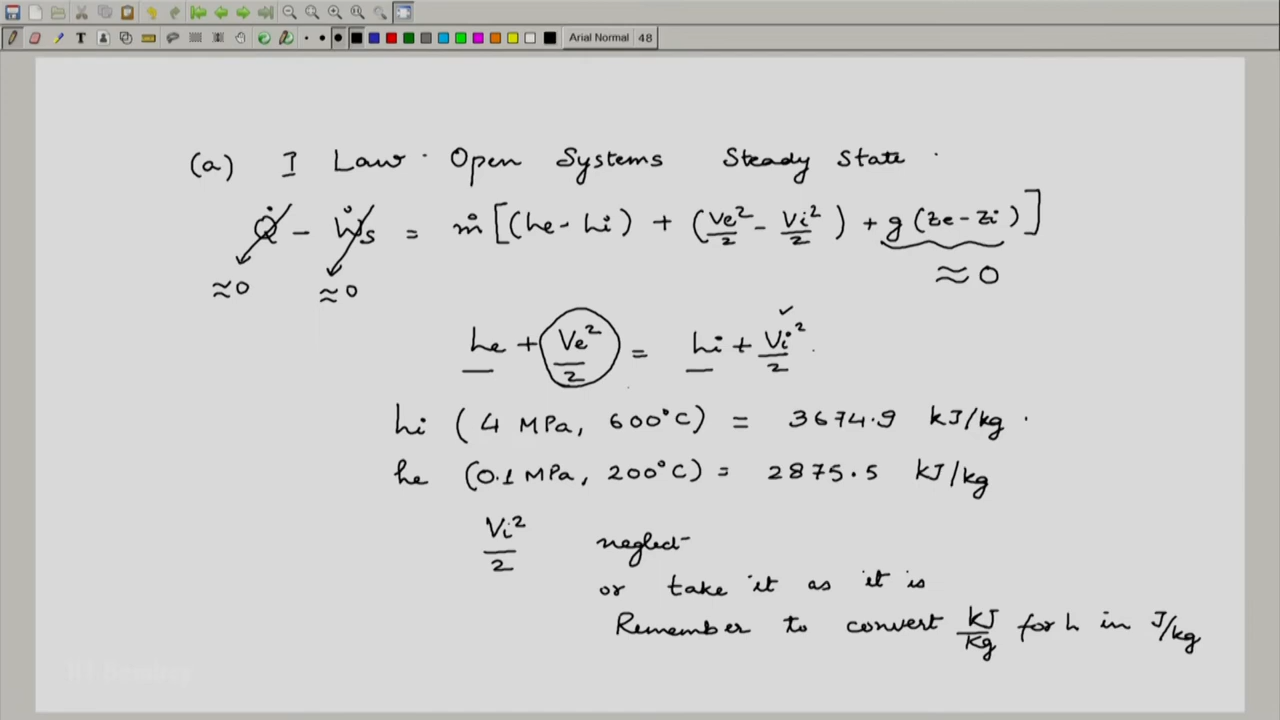 Arial Normal 48
(a) I Law. Open Systems Steady State.
Q̇ - Ẇs = ṁ[(he - hi) + (Ve²/2 - Vi²/2) + g(Ze - Zi)]
≈0 ≈0 ≈0
he + Ve²/2 = hi + Vi²/2 ✓
hi (4 MPa, 600°C) = 3674.9 kJ/kg.
he (0.1 MPa, 200°C) = 2875.5 kJ/kg
Vi²/2 neglect
or take it as it is
Remember to convert kJ/kg for h in J/kg